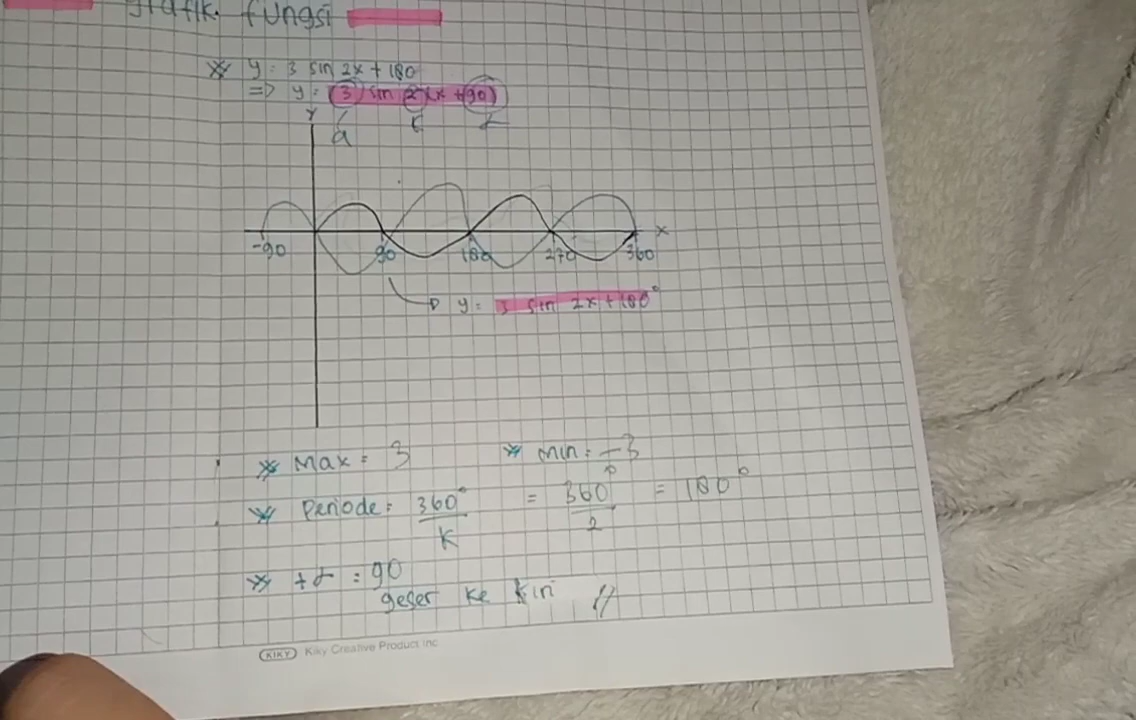 grafik fungsi
y = 3 sin 2x + 180
=> y = (3) sin 2(x + 90)
a k α
Y
-90 90 180 270 360 x
y = 3 sin 2x + 180°
Max = 3 Min = -3
Periode = 360°/k = 360°/2 = 180°
+α = 90
geser ke kiri //
KIKY Kiky Creative Product Inc